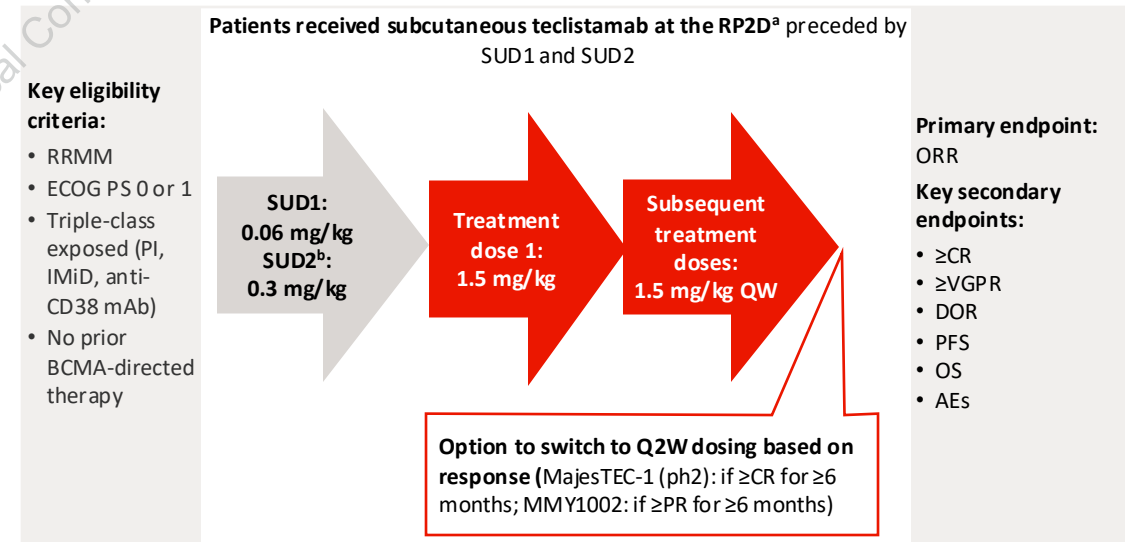 Patients received subcutaneous teclistamab at the RP2Dᵃ preceded by
SUD1 and SUD2
Key eligibility
criteria:
• RRMM
• ECOG PS 0 or 1
• Triple-class
exposed (PI,
IMiD, anti-
CD38 mAb)
• No prior
BCMA-directed
therapy
SUD1:
0.06 mg/kg
SUD2ᵇ:
0.3 mg/kg
Treatment
dose 1:
1.5 mg/kg
Subsequent
treatment
doses:
1.5 mg/kg QW
Option to switch to Q2W dosing based on
response (MajesTEC-1 (ph2): if ≥CR for ≥6
months; MMY1002: if ≥PR for ≥6 months)
Primary endpoint:
ORR
Key secondary
endpoints:
• ≥CR
• ≥VGPR
• DOR
• PFS
• OS
• AEs